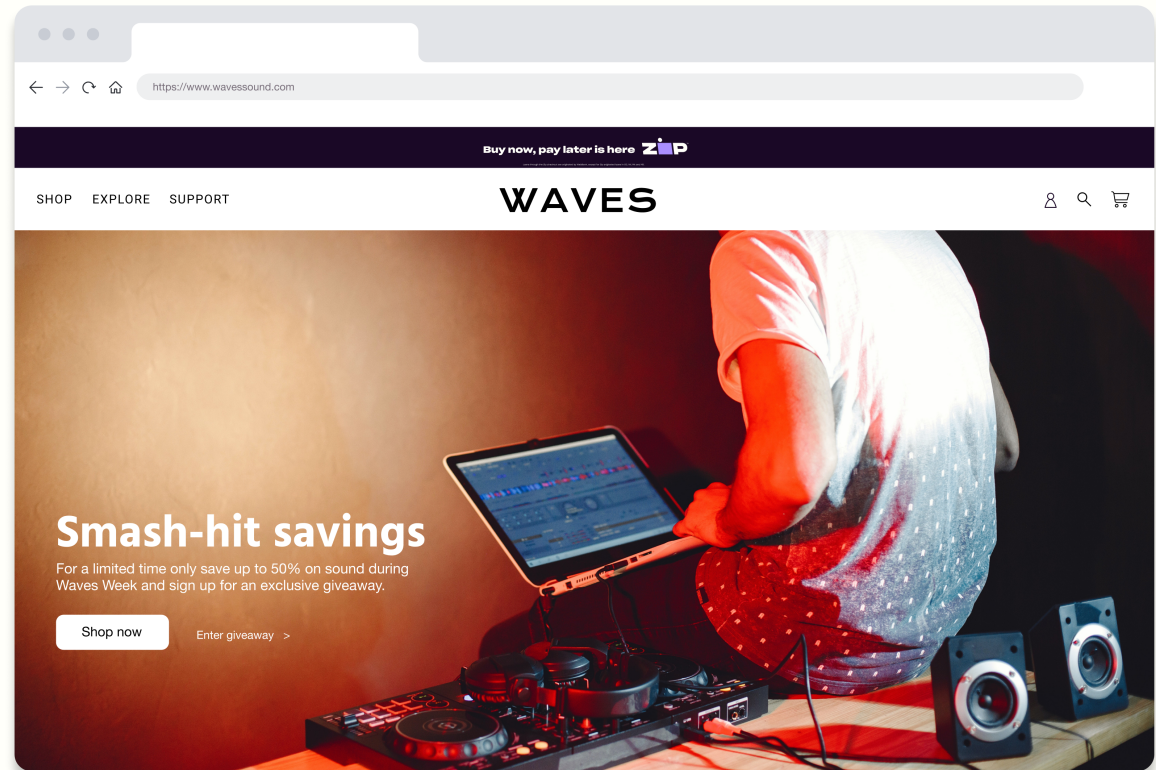 https://www.wavessound.com
Buy now, pay later is here ZIP
SHOP EXPLORE SUPPORT WAVES
Smash-hit savings
For a limited time only save up to 50% on sound during
Waves Week and sign up for an exclusive giveaway.
Shop now Enter giveaway >